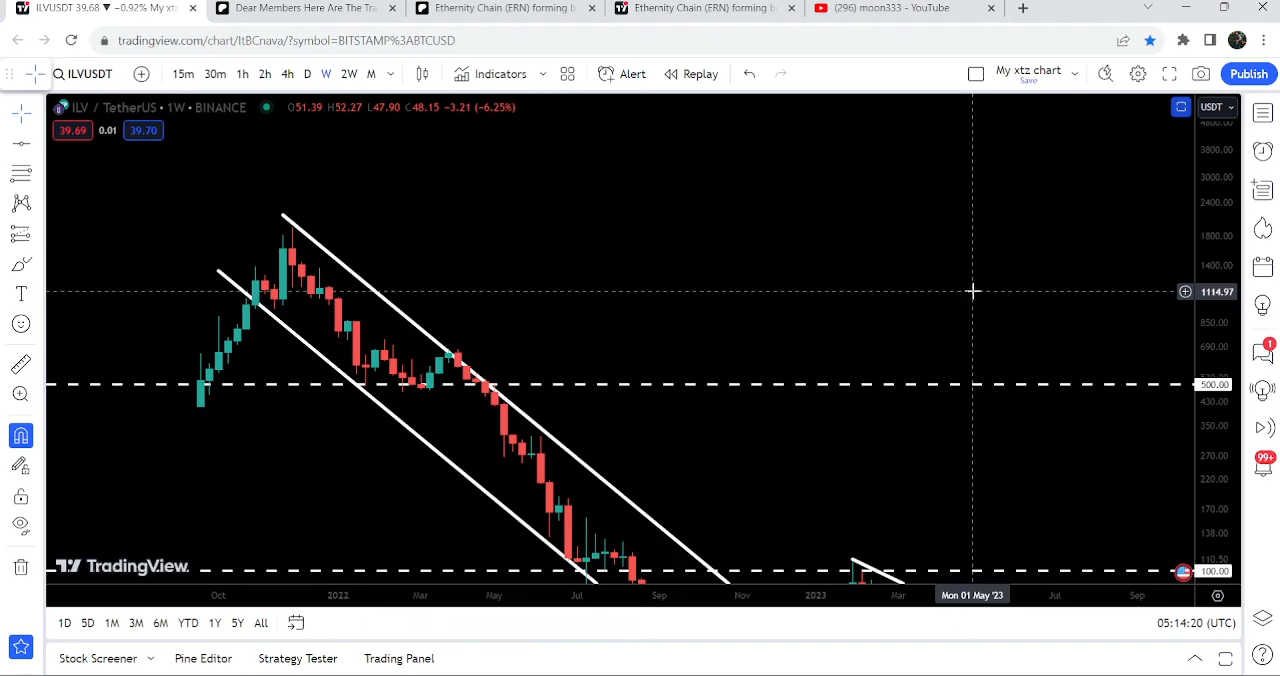 ILVUSDT 39.68 ▼ −0.92% My xtz
Dear Members Here Are The Tra
Ethernity Chain (ERN) forming b
Ethernity Chain (ERN) forming b
(296) moon333 - YouTube
tradingview.com/chart/ItBCnava/?symbol=BITSTAMP%3ABTCUSD
ILVUSDT 15m 30m 1h 2h 4h D W 2W M Indicators Alert Replay My xtz chart Save Publish
ILV / TetherUS • 1W • BINANCE O51.39 H52.27 L47.90 C48.15 −3.21 (−6.25%) USDT
39.69 0.01 39.70
4800.00
3800.00
3000.00
2400.00
1800.00
1400.00
1114.97
850.00
690.00
500.00
430.00
350.00
1
270.00
99+
220.00
170.00
138.00
110.50
TradingView
100.00
Oct 2022 Mar May Jul Sep Nov 2023 Mar Mon 01 May '23 Jul Sep
1D 5D 1M 3M 6M YTD 1Y 5Y All 05:14:20 (UTC)
Stock Screener Pine Editor Strategy Tester Trading Panel